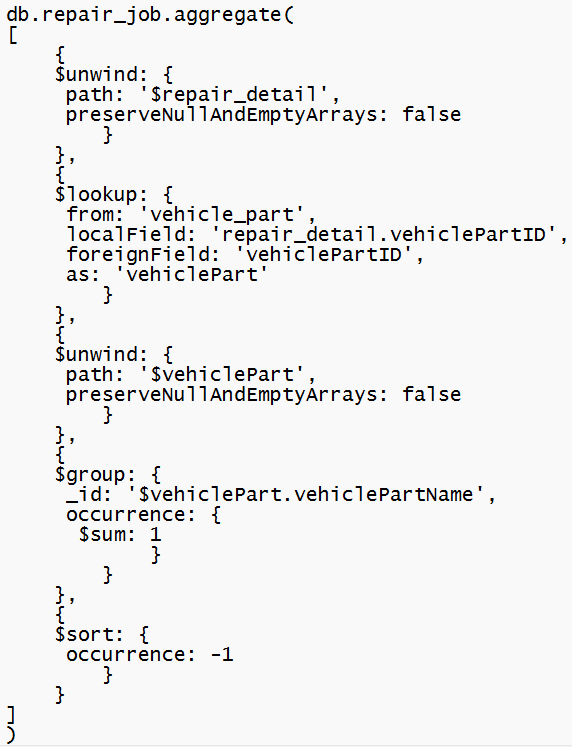 db.repair_job.aggregate(
[
    {
    $unwind: {
     path: '$repair_detail',
     preserveNullAndEmptyArrays: false
        }
    },
    {
    $lookup: {
     from: 'vehicle_part',
     localField: 'repair_detail.vehiclePartID',
     foreignField: 'vehiclePartID',
     as: 'vehiclePart'
        }
    },
    {
    $unwind: {
     path: '$vehiclePart',
     preserveNullAndEmptyArrays: false
        }
    },
    {
    $group: {
     _id: '$vehiclePart.vehiclePartName',
     occurrence: {
      $sum: 1
            }
        }
    },
    {
    $sort: {
     occurrence: -1
        }
    }
]
)